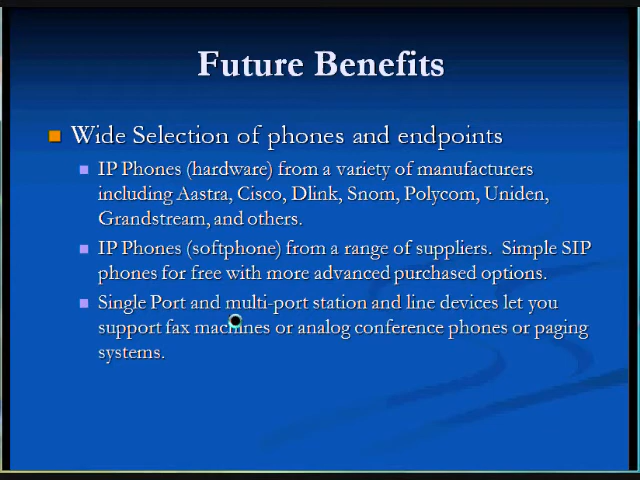 Future Benefits
Wide Selection of phones and endpoints
IP Phones (hardware) from a variety of manufacturers
including Aastra, Cisco, Dlink, Snom, Polycom, Uniden,
Grandstream, and others.
IP Phones (softphone) from a range of suppliers. Simple SIP
phones for free with more advanced purchased options.
Single Port and multi-port station and line devices let you
support fax machines or analog conference phones or paging
systems.